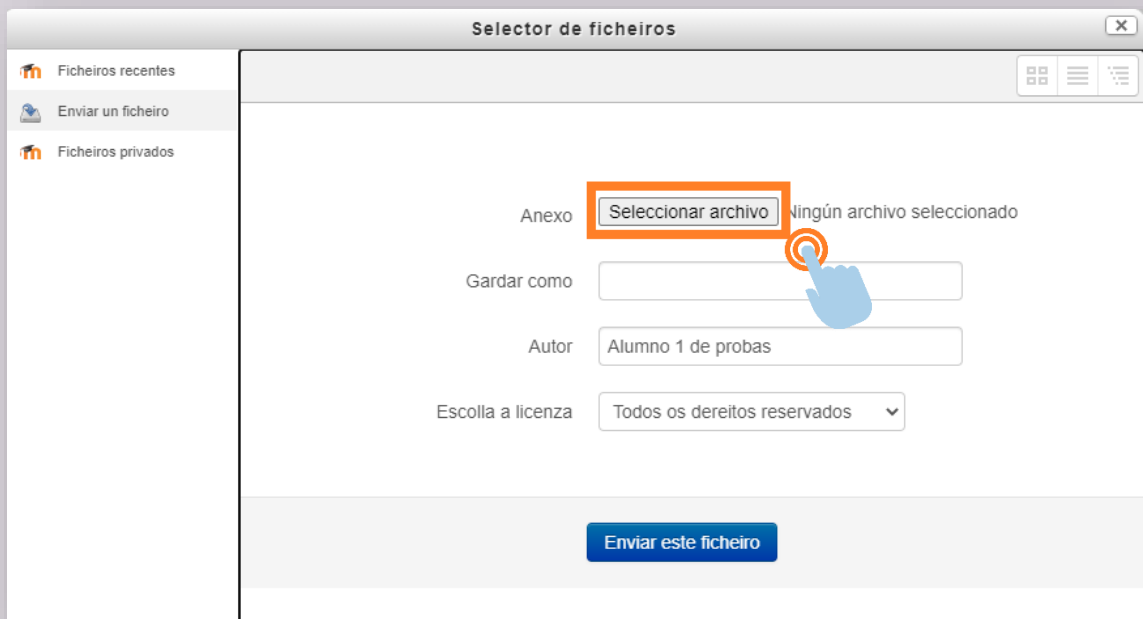 Selector de ficheiros
Ficheiros recentes
Enviar un ficheiro
Ficheiros privados
Anexo Seleccionar archivo Ningún archivo seleccionado
Gardar como
Autor Alumno 1 de probas
Escolla a licenza Todos os dereitos reservados
Enviar este ficheiro